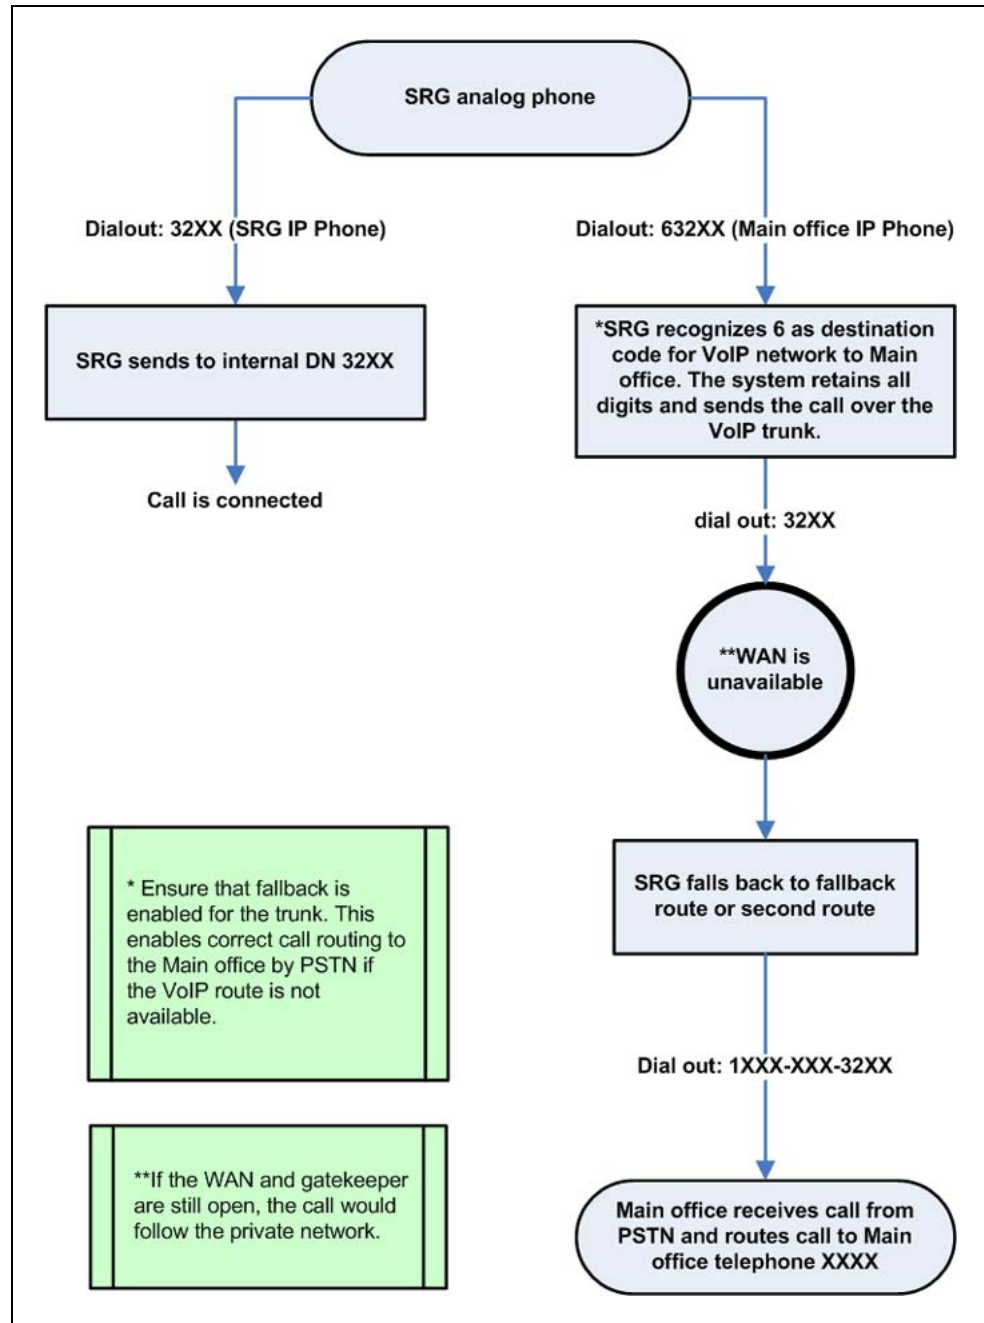 SRG analog phone
Dialout: 32XX (SRG IP Phone)
SRG sends to internal DN 32XX
Call is connected
Dialout: 632XX (Main office IP Phone)
*SRG recognizes 6 as destination
code for VoIP network to Main
office. The system retains all
digits and sends the call over the
VoIP trunk.
dial out: 32XX
**WAN is
unavailable
SRG falls back to fallback
route or second route
Dial out: 1XXX-XXX-32XX
Main office receives call from
PSTN and routes call to Main
office telephone XXXX
* Ensure that fallback is
enabled for the trunk. This
enables correct call routing to
the Main office by PSTN if
the VoIP route is not
available.
**If the WAN and gatekeeper
are still open, the call would
follow the private network.